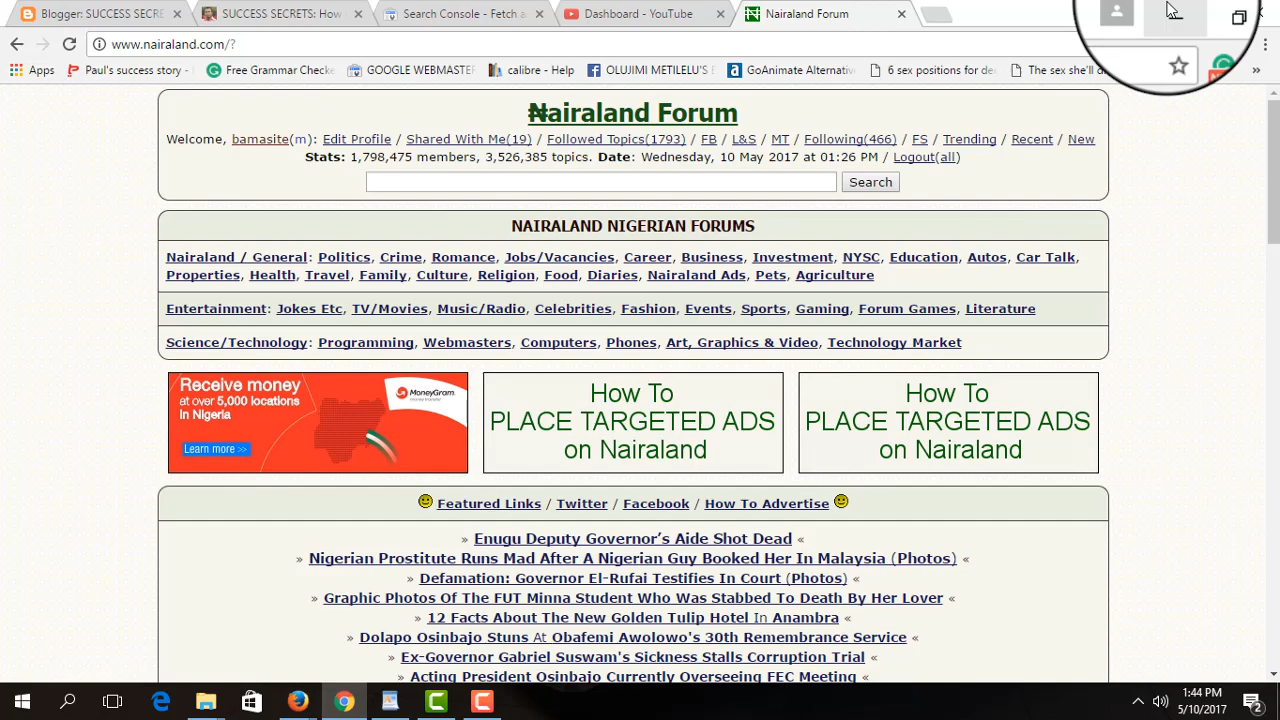 Blogger: SUCCESS SECRE
SUCCESS SECRETS: How
Search Console - Fetch a
Dashboard - YouTube
Nairaland Forum
www.nairaland.com/?
Apps
Paul's success story
Free Grammar Checke
GOOGLE WEBMASTER
calibre - Help
OLUJIMI METILELU'S E
GoAnimate Alternativ
6 sex positions for de
The sex she'll d
»
₦airaland Forum
Welcome, bamasite(m): Edit Profile / Shared With Me(19) / Followed Topics(1793) / FB / L&S / MT / Following(466) / FS / Trending / Recent / New
Stats: 1,798,475 members, 3,526,385 topics. Date: Wednesday, 10 May 2017 at 01:26 PM / Logout(all)
Search
NAIRALAND NIGERIAN FORUMS
Nairaland / General: Politics, Crime, Romance, Jobs/Vacancies, Career, Business, Investment, NYSC, Education, Autos, Car Talk,
Properties, Health, Travel, Family, Culture, Religion, Food, Diaries, Nairaland Ads, Pets, Agriculture
Entertainment: Jokes Etc, TV/Movies, Music/Radio, Celebrities, Fashion, Events, Sports, Gaming, Forum Games, Literature
Science/Technology: Programming, Webmasters, Computers, Phones, Art, Graphics & Video, Technology Market
Receive money
at over 5,000 locations
in Nigeria
MoneyGram
Learn more >>
How To
PLACE TARGETED ADS
on Nairaland
How To
PLACE TARGETED ADS
on Nairaland
Featured Links / Twitter / Facebook / How To Advertise
» Enugu Deputy Governor's Aide Shot Dead «
» Nigerian Prostitute Runs Mad After A Nigerian Guy Booked Her In Malaysia (Photos) «
» Defamation: Governor El-Rufai Testifies In Court (Photos) «
» Graphic Photos Of The FUT Minna Student Who Was Stabbed To Death By Her Lover «
» 12 Facts About The New Golden Tulip Hotel In Anambra «
» Dolapo Osinbajo Stuns At Obafemi Awolowo's 30th Remembrance Service «
» Ex-Governor Gabriel Suswam's Sickness Stalls Corruption Trial «
» Acting President Osinbajo Currently Overseeing FEC Meeting «
1:44 PM
5/10/2017
2